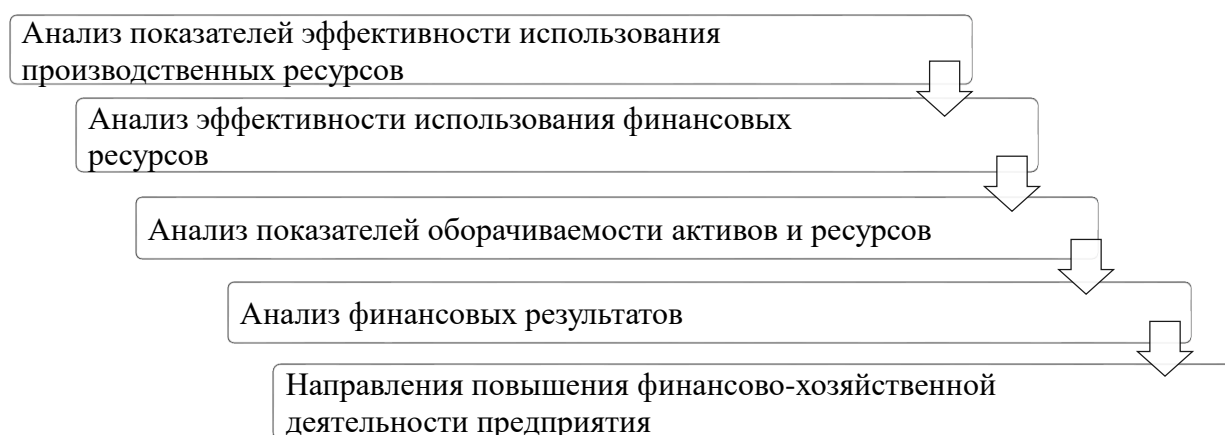 Анализ показателей эффективности использования
производственных ресурсов
Анализ эффективности использования финансовых
ресурсов
Анализ показателей оборачиваемости активов и ресурсов
Анализ финансовых результатов
Направления повышения финансово-хозяйственной
деятельности предприятия